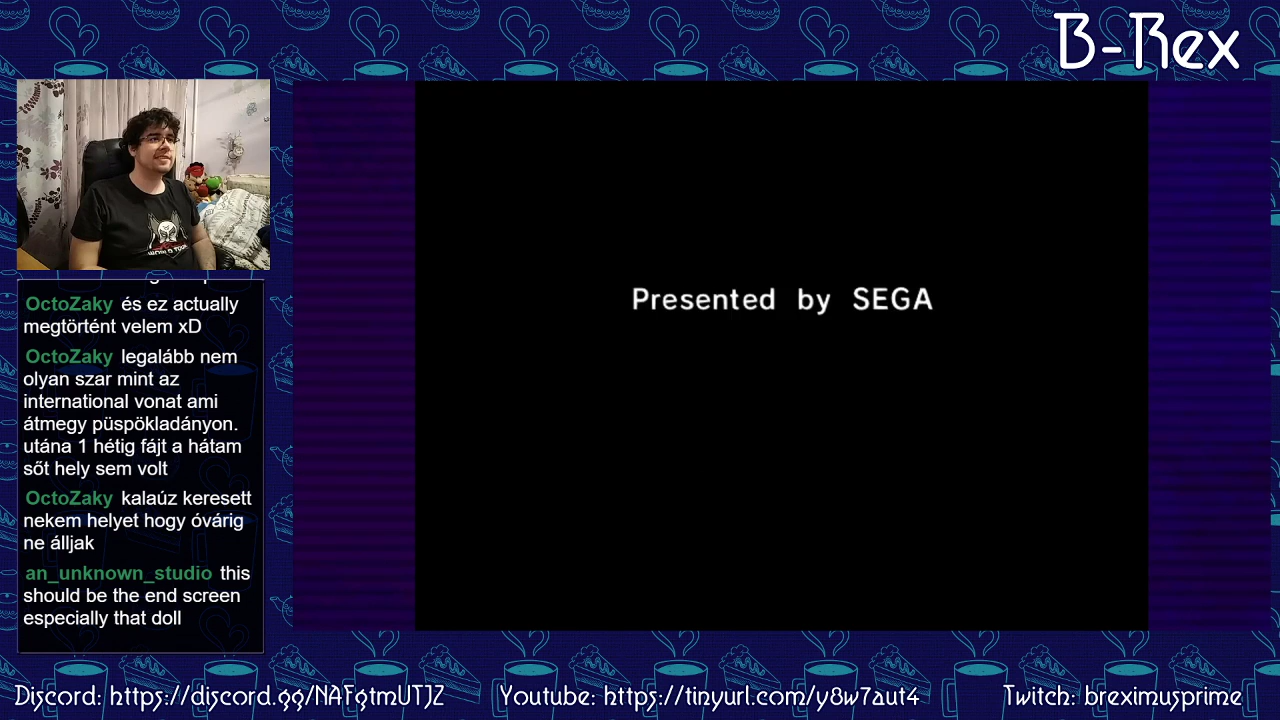 B-Rex
Presented by SEGA
OctoZaky és ez actually
megtörtént velem xD
OctoZaky legalább nem
olyan szar mint az
international vonat ami
átmegy püspökladányon.
utána 1 hétig fájt a hátam
sőt hely sem volt
OctoZaky kalaúz keresett
nekem helyet hogy óvárig
ne álljak
an_unknown_studio this
should be the end screen
especially that doll
Discord: https://discord.gg/NAFgtmUTJZ
Youtube: https://tinyurl.com/y8w7aut4
Twitch: breximusprime